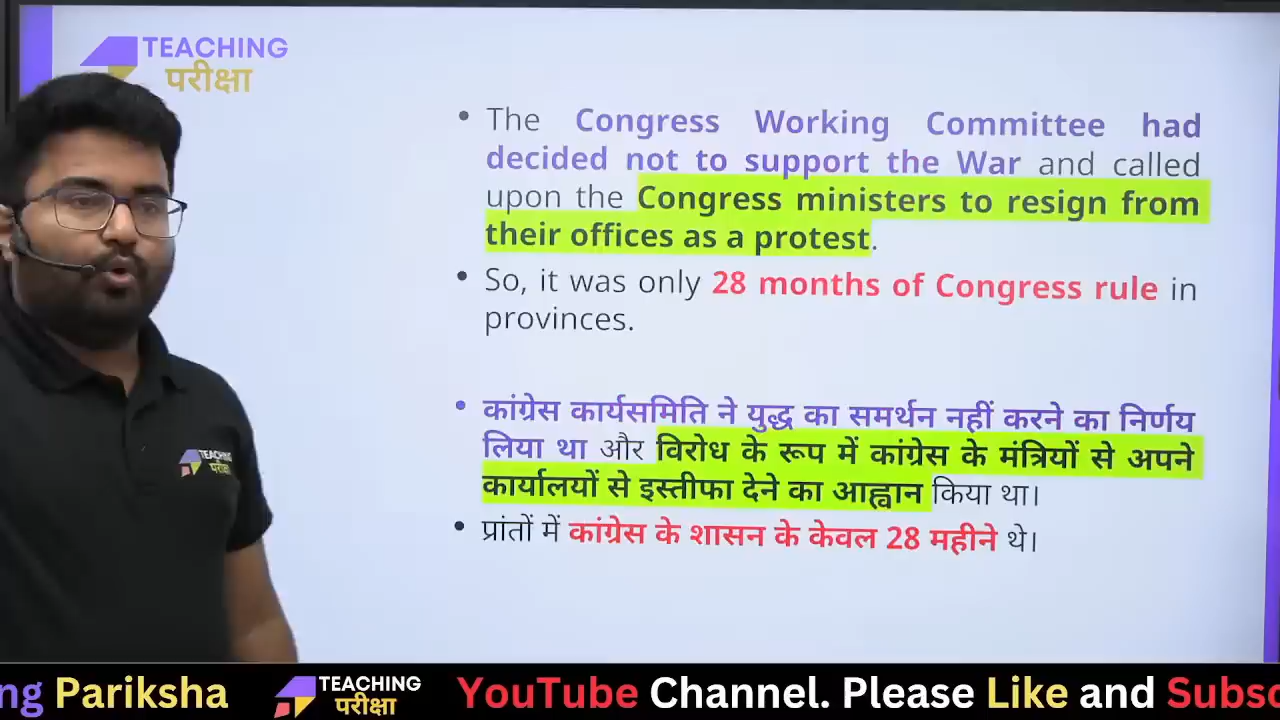 TEACHING
परीक्षा
The Congress Working Committee had
decided not to support the War and called
upon the Congress ministers to resign from
their offices as a protest.
So, it was only 28 months of Congress rule in
provinces.
कांग्रेस कार्यसमिति ने युद्ध का समर्थन नहीं करने का निर्णय
लिया था और विरोध के रूप में कांग्रेस के मंत्रियों से अपने
कार्यालयों से इस्तीफा देने का आह्वान किया था।
प्रांतों में कांग्रेस के शासन के केवल 28 महीने थे।
TEACHING
परीक्षा
ng Pariksha TEACHING परीक्षा YouTube Channel. Please Like and Subsc